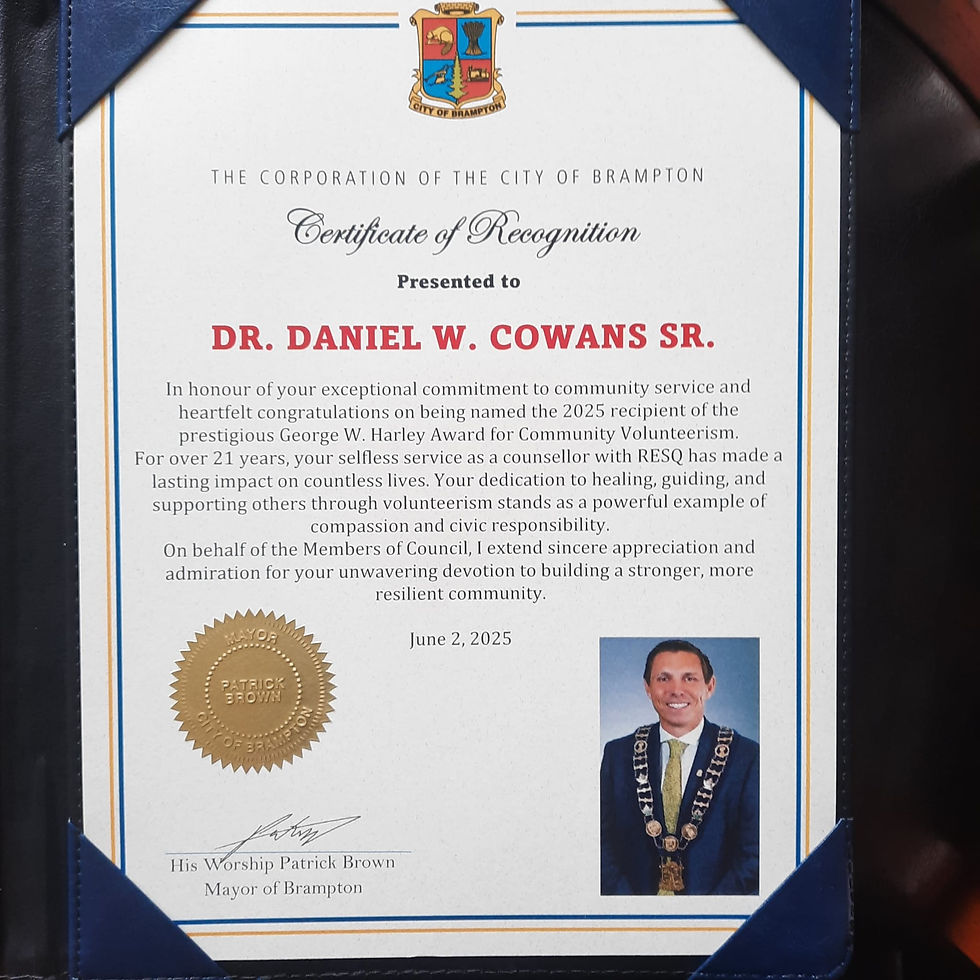 CITY OF BRAMPTON
THE CORPORATION OF THE CITY OF BRAMPTON
Certificate of Recognition
Presented to
DR. DANIEL W. COWANS SR.
In honour of your exceptional commitment to community service and
heartfelt congratulations on being named the 2025 recipient of the
prestigious George W. Harley Award for Community Volunteerism.
For over 21 years, your selfless service as a counsellor with RESQ has made a
lasting impact on countless lives. Your dedication to healing, guiding, and
supporting others through volunteerism stands as a powerful example of
compassion and civic responsibility.
On behalf of the Members of Council, I extend sincere appreciation and
admiration for your unwavering devotion to building a stronger, more
resilient community.
June 2, 2025
MAYOR
PATRICK
BROWN
CITY OF BRAMPTON
His Worship Patrick Brown
Mayor of Brampton